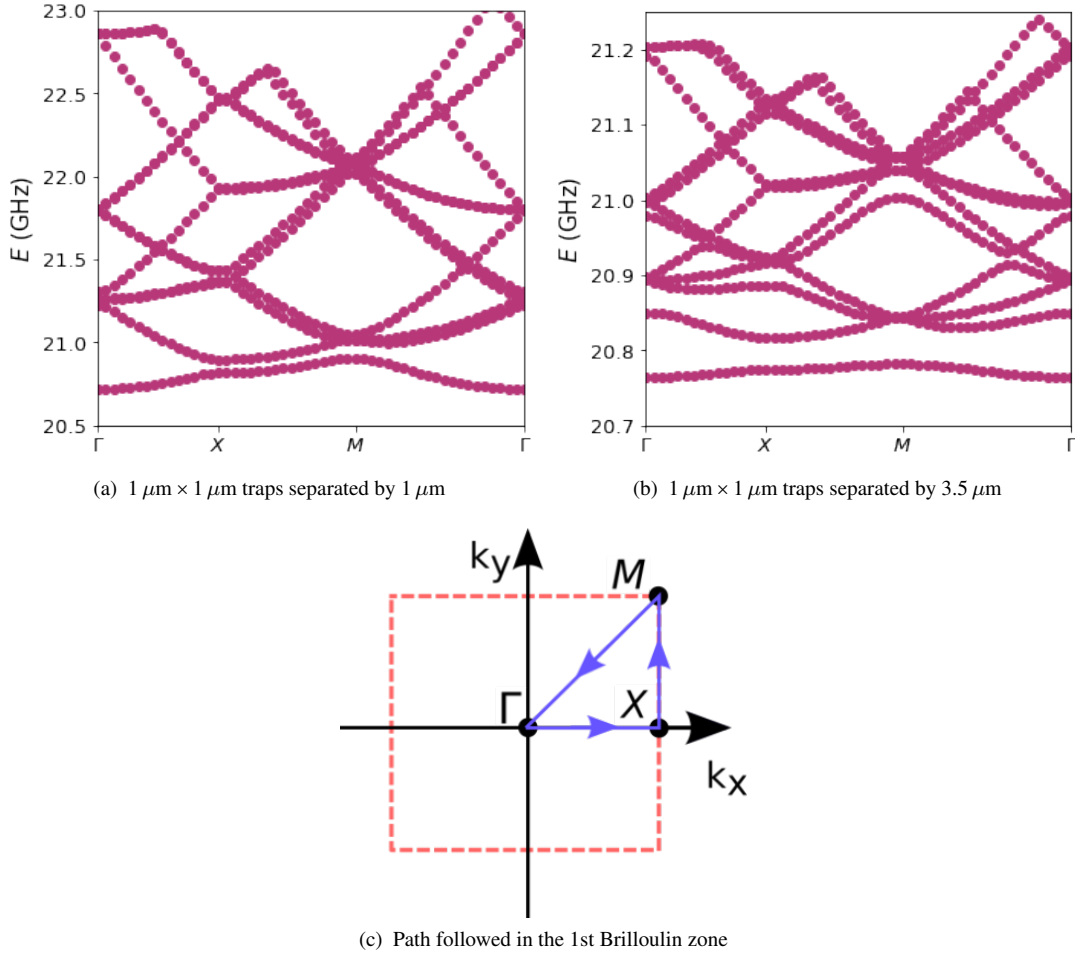 23.0
22.5
22.0
21.5
21.0
20.5
E (GHz)
Γ X M Γ
(a) 1 μm × 1 μm traps separated by 1 μm
21.2
21.1
21.0
20.9
20.8
20.7
E (GHz)
Γ X M Γ
(b) 1 μm × 1 μm traps separated by 3.5 μm
ky
M
Γ
X
kx
(c) Path followed in the 1st Brilloulin zone